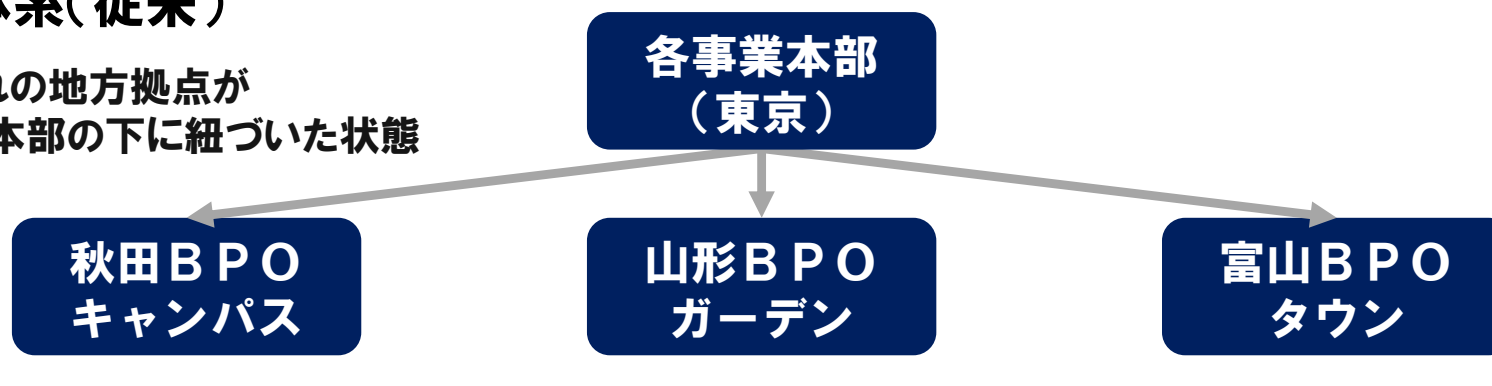 系(従来)
の地方拠点が
本部の下に紐づいた状態
各事業本部
（東京）
秋田ＢＰＯ
キャンパス
山形ＢＰＯ
ガーデン
富山ＢＰＯ
タウン